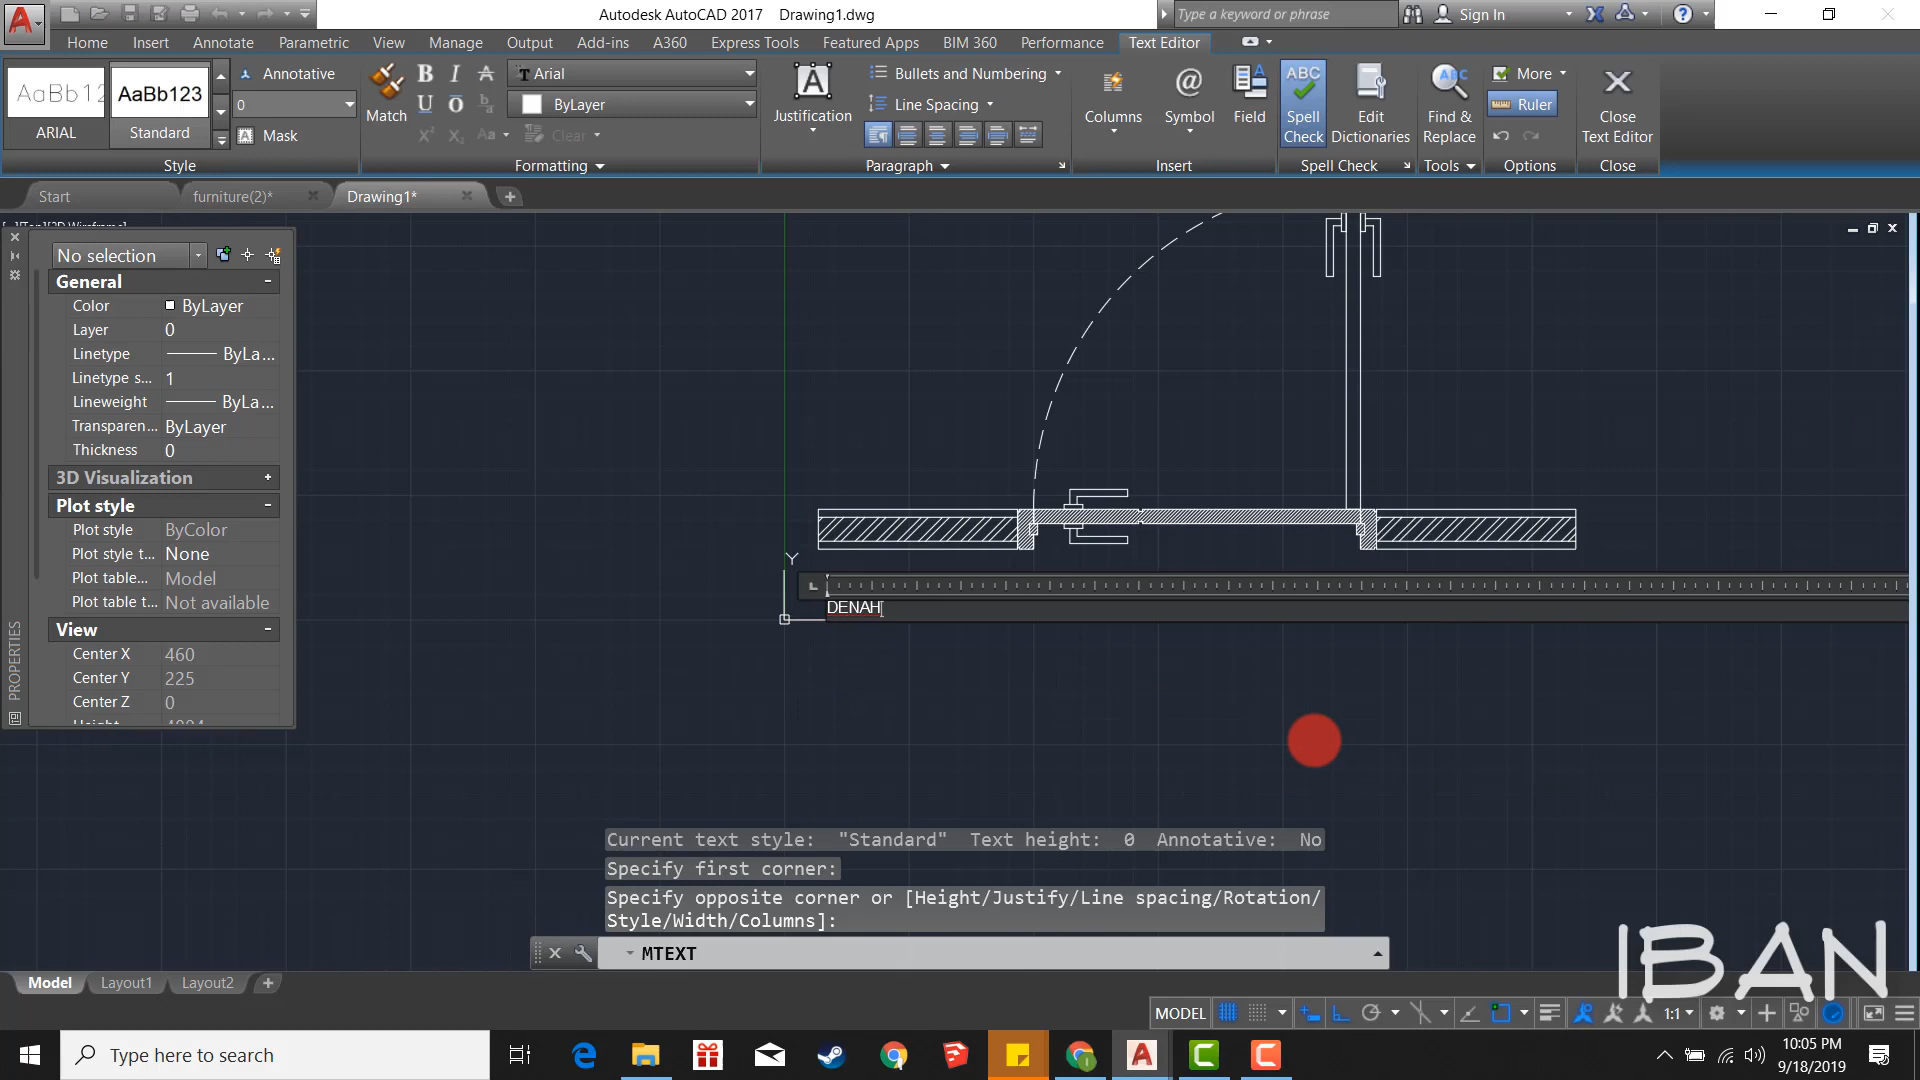 Autodesk AutoCAD 2017 Drawing1.dwg
Type a keyword or phrase
Sign In
Home Insert Annotate Parametric View Manage Output Add-ins A360 Express Tools Featured Apps BIM 360 Performance Text Editor
AaBb12
ARIAL
AaBb123
Standard
Annotative
0
Mask
Style
Match
Arial
ByLayer
Clear
Formatting
Justification
Bullets and Numbering
Line Spacing
Paragraph
Columns
Symbol
Field
Insert
ABC
Spell Check
Edit Dictionaries
Spell Check
Find & Replace
Tools
More
Ruler
Options
Close Text Editor
Close
Start
furniture(2)*
Drawing1*
No selection
General
Color ByLayer
Layer 0
Linetype ByLa...
Linetype s... 1
Lineweight ByLa...
Transparen... ByLayer
Thickness 0
3D Visualization
Plot style
Plot style ByColor
Plot style t... None
Plot table... Model
Plot table t... Not available
View
Center X 460
Center Y 225
Center Z 0
PROPERTIES
Y
DENAH
Current text style: "Standard" Text height: 0 Annotative: No
Specify first corner:
Specify opposite corner or [Height/Justify/Line spacing/Rotation/
Style/Width/Columns]:
MTEXT
IBAN
Model Layout1 Layout2
MODEL
1:1
Type here to search
10:05 PM
9/18/2019